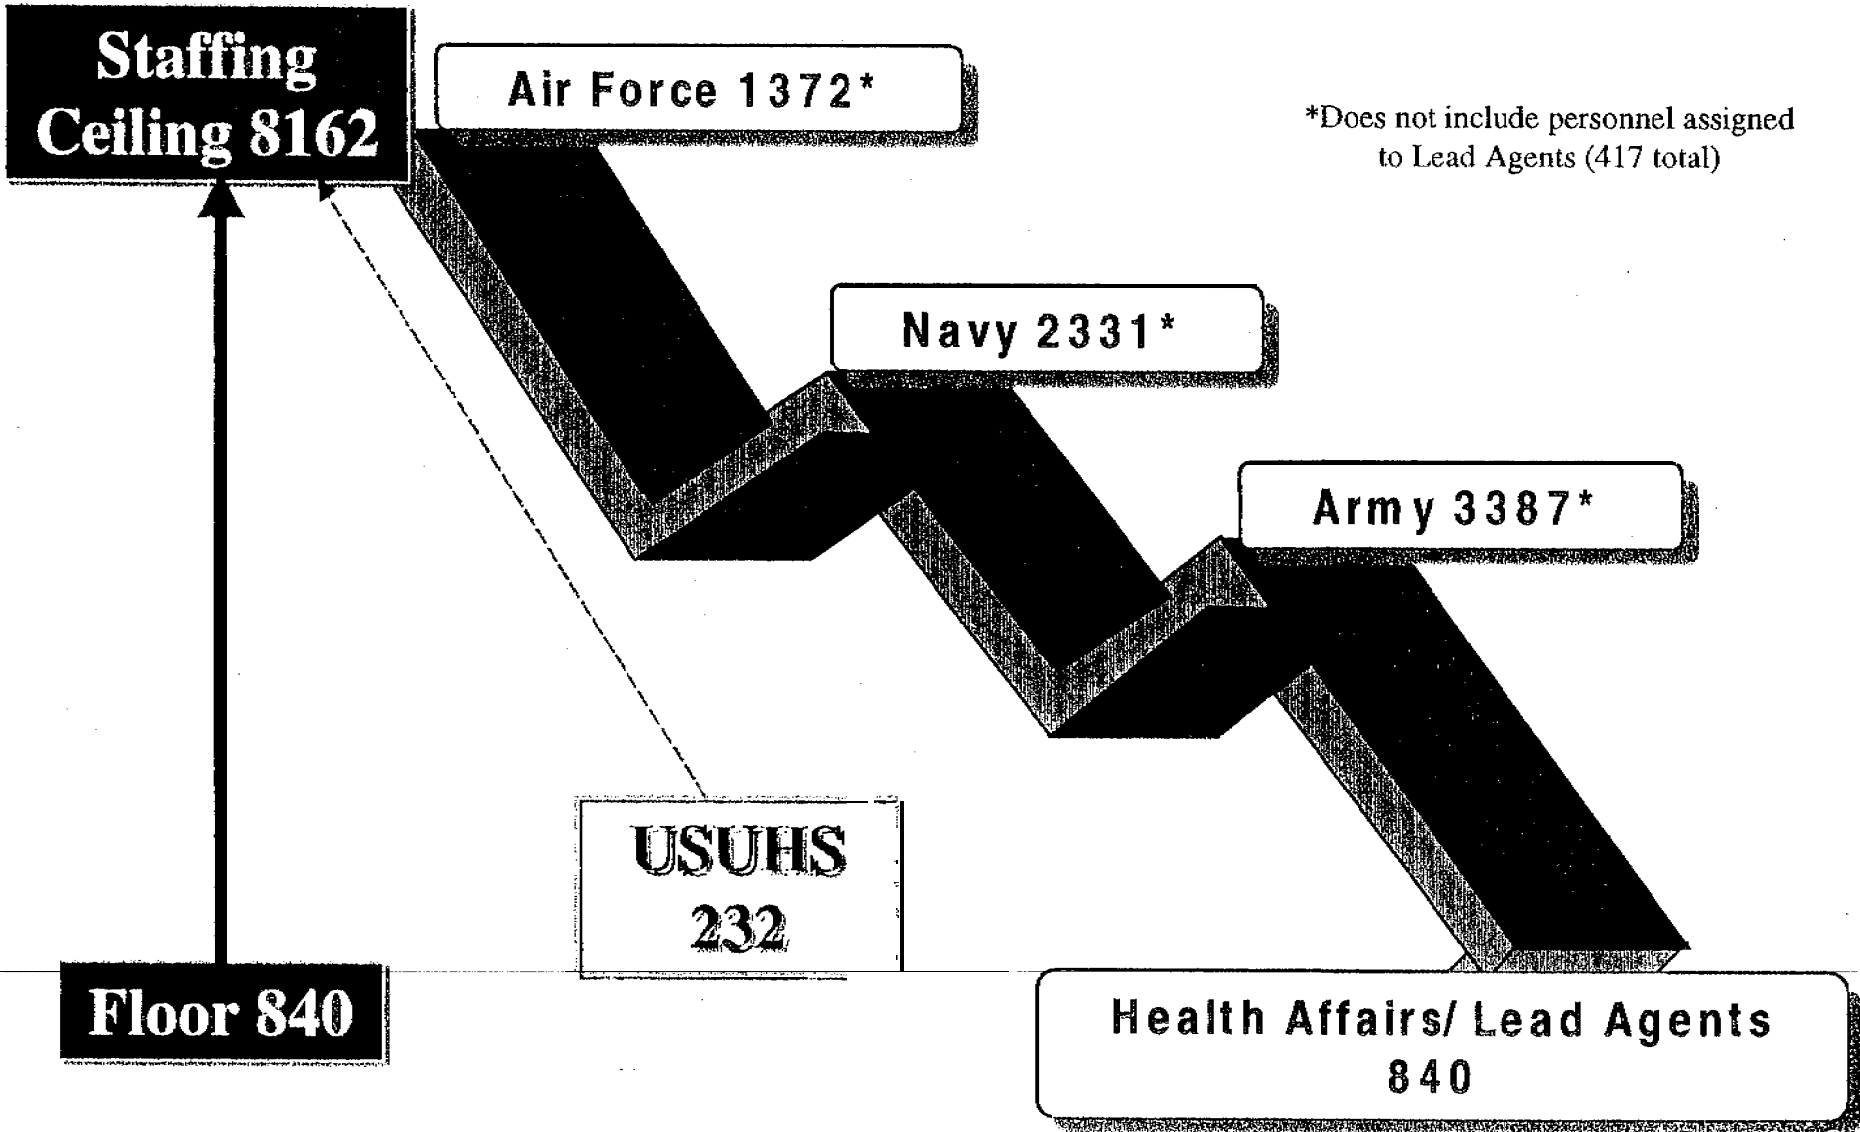 Staffing
Ceiling 8162
Air Force 1372*
*Does not include personnel assigned
to Lead Agents (417 total)
Navy 2331*
Army 3387*
USUHS
232
Floor 840
Health Affairs/ Lead Agents
840